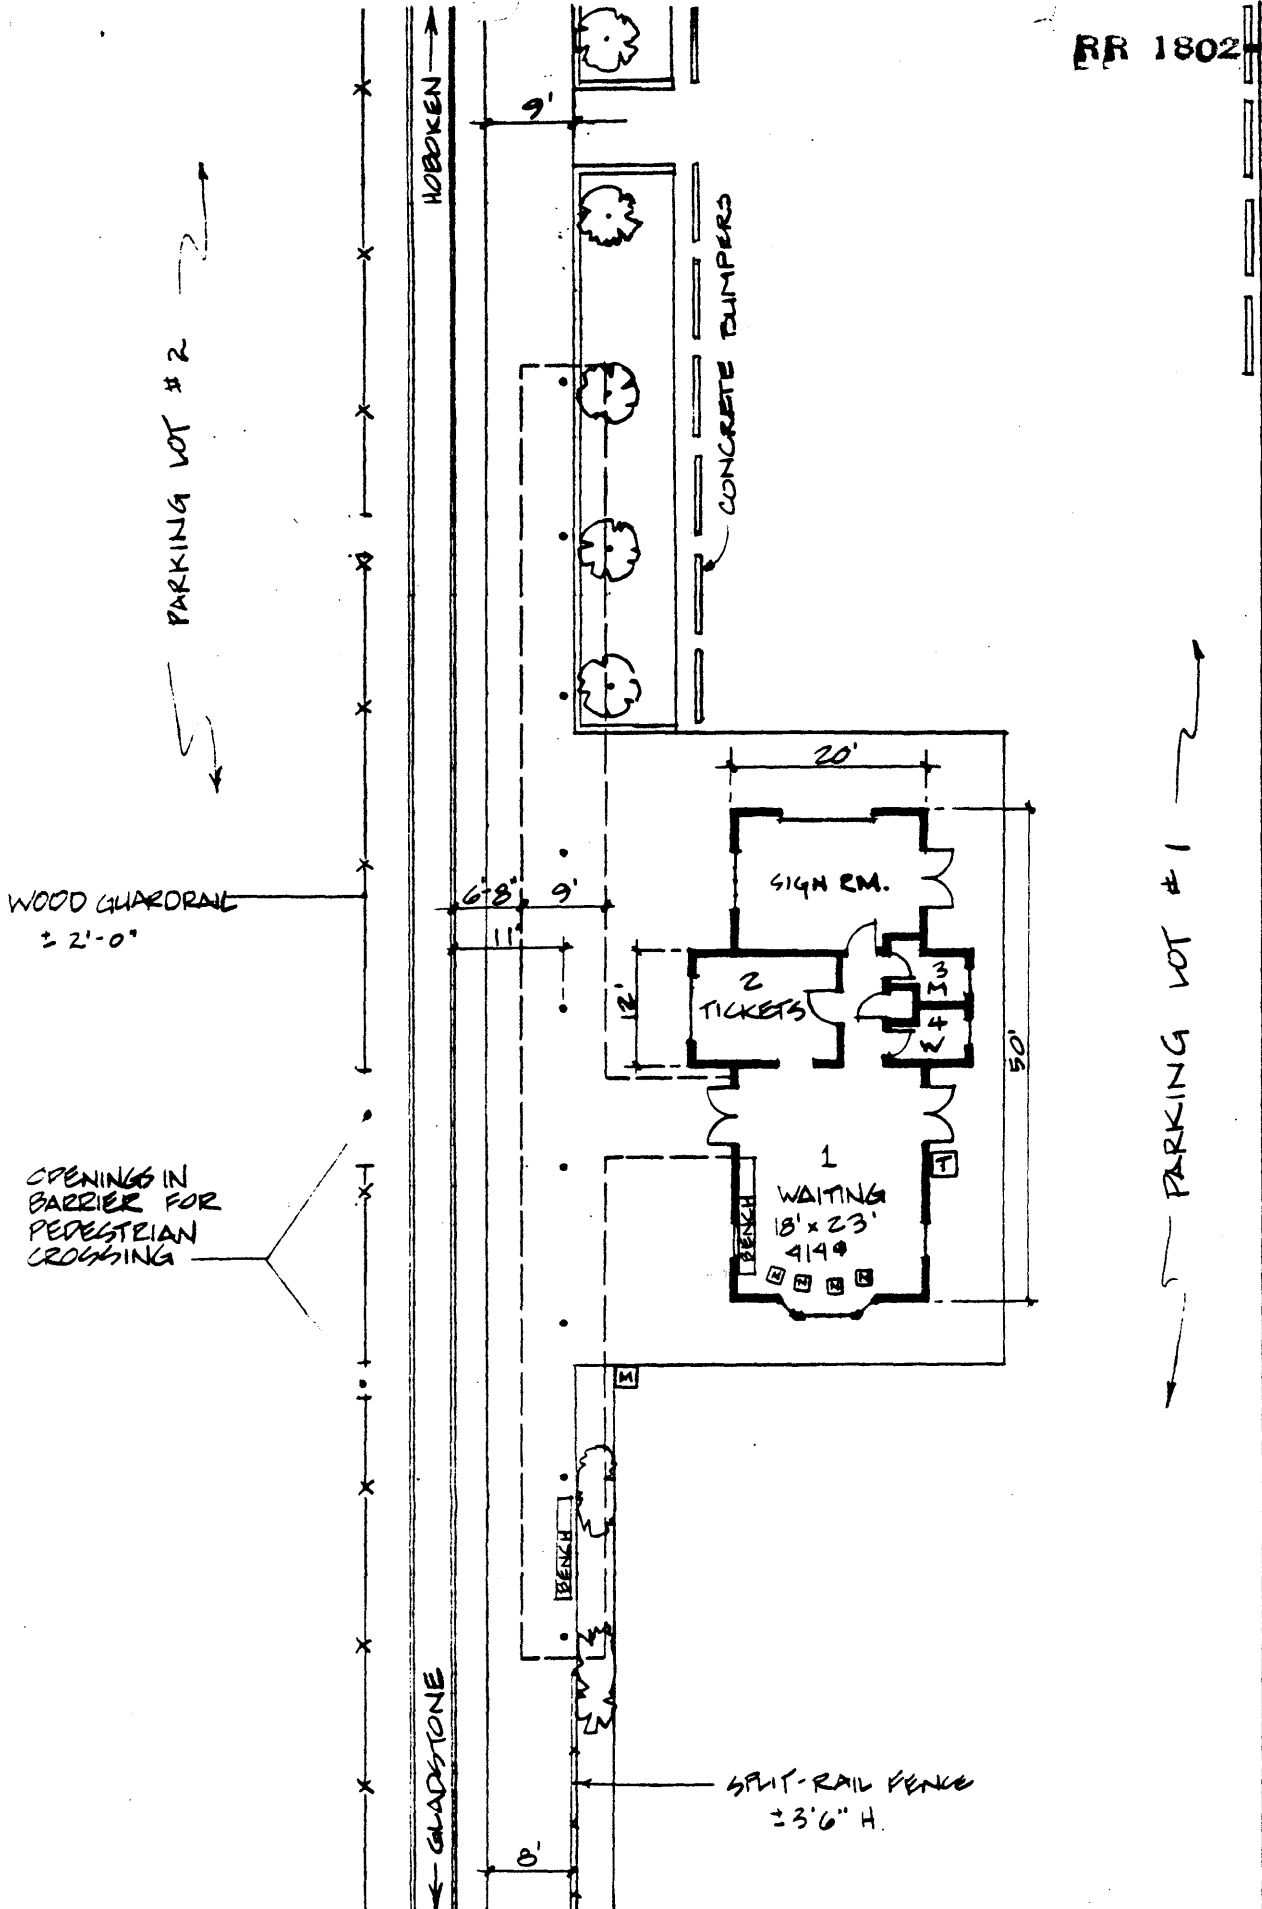 RR 1802
HOBOKEN
9'
CONCRETE BUMPERS
PARKING LOT #2
20'
SIGN RM.
WOOD GUARDRAIL
± 2'-0"
6'-8"
9'
11'
12'
2
TICKETS
3
M
4
W
50'
PARKING LOT #1
OPENINGS IN
BARRIER FOR
PEDESTRIAN
CROSSING
1
WAITING
18' x 23'
414
BENCH
T
N
N
N
N
M
BENCH
GLADSTONE
SPLIT-RAIL FENCE
±3'6" H.
8'